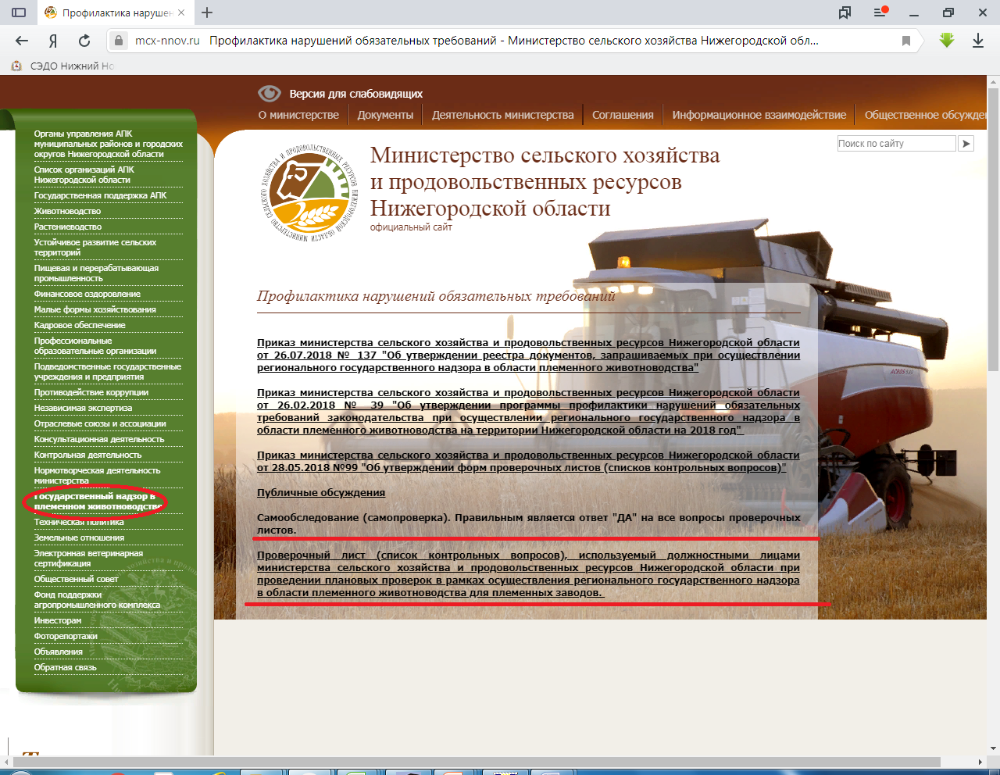 Профилактика нарушен
mcx-nnov.ru Профилактика нарушений обязательных требований - Министерство сельского хозяйства Нижегородской обл...
СЭДО Нижний Но
Версия для слабовидящих
О министерстве Документы Деятельность министерства Соглашения Информационное взаимодействие Общественное обсужден
Поиск по сайту
Органы управления АПК
муниципальных районов и городских
округов Нижегородской области
Список организаций АПК
Нижегородской области
Государственная поддержка АПК
Животноводство
Растениеводство
Устойчивое развитие сельских
территорий
Пищевая и перерабатывающая
промышленность
Финансовое оздоровление
Малые формы хозяйствования
Кадровое обеспечение
Профессиональные
образовательные организации
Подведомственные государственные
учреждения и предприятия
Противодействие коррупции
Независимая экспертиза
Отраслевые союзы и ассоциации
Консультационная деятельность
Контрольная деятельность
Нормотворческая деятельность
министерства
Государственный надзор в
племенном животноводстве
Техническая политика
Земельные отношения
Электронная ветеринарная
сертификация
Общественный совет
Фонд поддержки
агропромышленного комплекса
Инвесторам
Фоторепортажи
Объявления
Обратная связь
МИНИСТЕРСТВО СЕЛЬСКОГО ХОЗЯЙСТВА И ПРОДОВОЛЬСТВЕННЫХ РЕСУРСОВ НИЖЕГОРОДСКОЙ ОБЛАСТИ
Министерство сельского хозяйства
и продовольственных ресурсов
Нижегородской области
официальный сайт
Профилактика нарушений обязательных требований
Приказ министерства сельского хозяйства и продовольственных ресурсов Нижегородской области
от 26.07.2018 № 137 "Об утверждении реестра документов, запрашиваемых при осуществлении
регионального государственного надзора в области племенного животноводства"
Приказ министерства сельского хозяйства и продовольственных ресурсов Нижегородской области
от 26.02.2018 № 39 "Об утверждении программы профилактики нарушений обязательных
требований законодательства при осуществлении регионального государственного надзора в
области племенного животноводства на территории Нижегородской области на 2018 год"
Приказ министерства сельского хозяйства и продовольственных ресурсов Нижегородской области
от 28.05.2018 №99 "Об утверждении форм проверочных листов (списков контрольных вопросов)"
Публичные обсуждения
Самообследование (самопроверка). Правильным является ответ "ДА" на все вопросы проверочных
листов.
Проверочный лист (список контрольных вопросов), используемый должностными лицами
министерства сельского хозяйства и продовольственных ресурсов Нижегородской области при
проведении плановых проверок в рамках осуществления регионального государственного надзора
в области племенного животноводства для племенных заводов.
ACROS 530